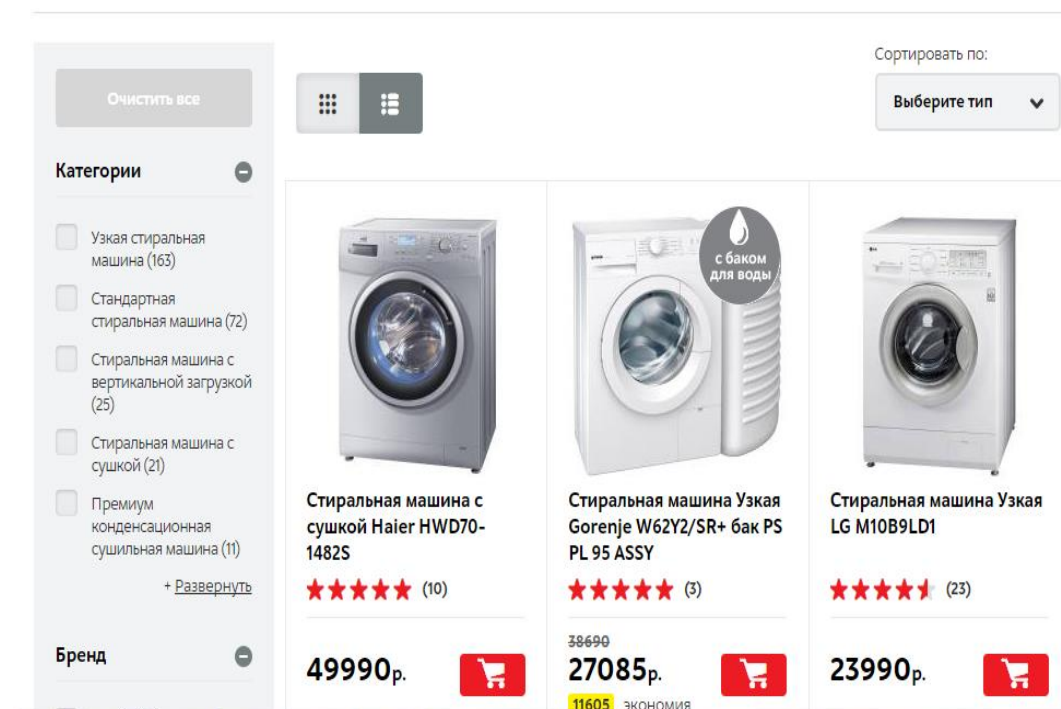 Сортировать по:
Очистить все
Выберите тип
Категории
Узкая стиральная
машина (163)
Стандартная
стиральная машина (72)
Стиральная машина с
вертикальной загрузкой
(25)
Стиральная машина с
сушкой (21)
Премиум
конденсационная
сушильная машина (11)
+ Развернуть
Бренд
с баком
для воды
Стиральная машина с
сушкой Haier HWD70-
1482S
(10)
49990р.
Стиральная машина Узкая
Gorenje W62Y2/SR+ бак PS
PL 95 ASSY
(3)
38690
27085р.
11605 экономия
LG
Стиральная машина Узкая
LG M10B9LD1
(23)
23990р.